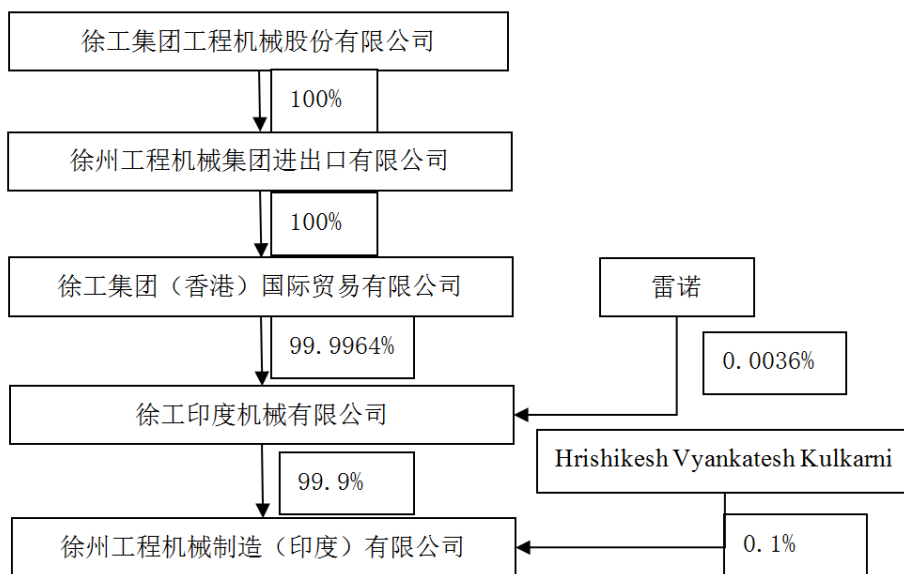 徐工集团工程机械股份有限公司
100%
徐州工程机械集团进出口有限公司
100%
徐工集团（香港）国际贸易有限公司
雷诺
99.9964%
0.0036%
徐工印度机械有限公司
Hrishikesh Vyankatesh Kulkarni
99.9%
徐州工程机械制造（印度）有限公司
0.1%